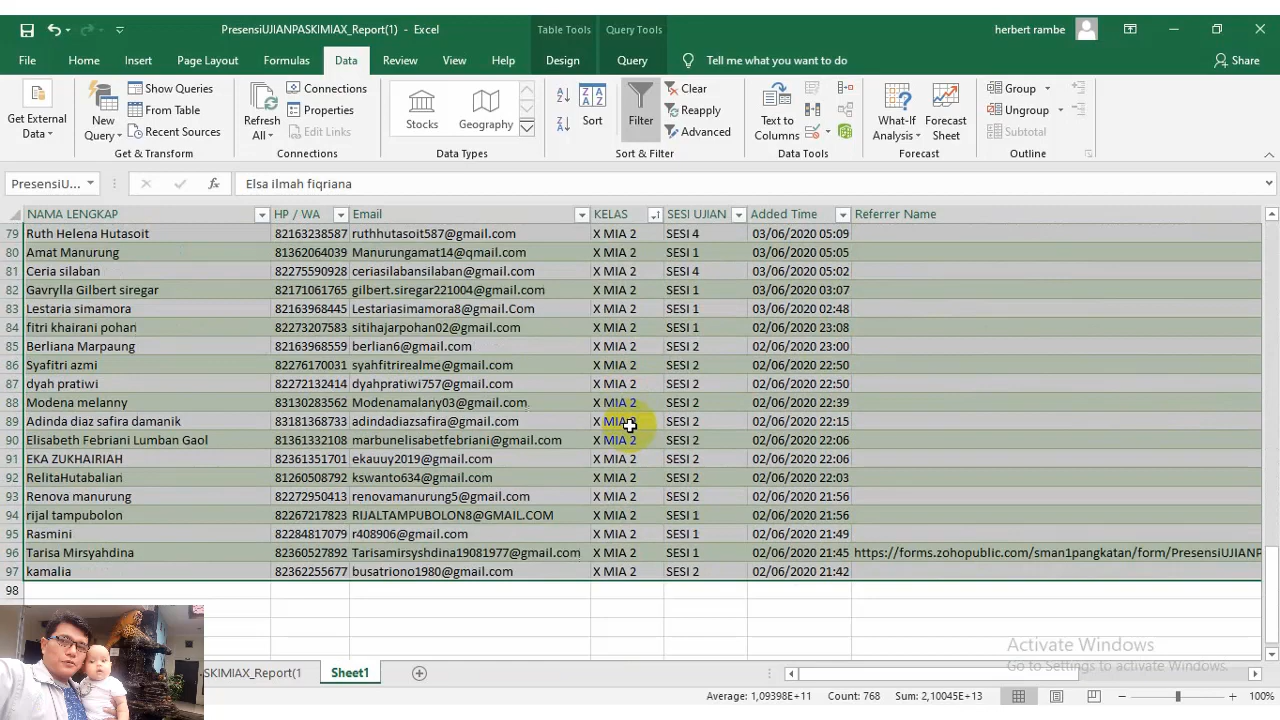 PresensiUJIANPASKIMIAX_Report(1) - Excel Table Tools Query Tools herbert rambe
File Home Insert Page Layout Formulas Data Review View Help Design Query Tell me what you want to do Share
Get External Data New Query Show Queries From Table Recent Sources Get & Transform
Refresh All Connections Properties Edit Links Connections
Stocks Geography Data Types
Sort Filter Clear Reapply Advanced Sort & Filter
Text to Columns Data Tools
What-If Analysis Forecast Sheet Forecast
Group Ungroup Subtotal Outline
PresensiU... fx Elsa ilmah fiqriana
NAMA LENGKAP HP / WA Email KELAS SESI UJIAN Added Time Referrer Name
79 Ruth Helena Hutasoit 82163238587 ruthhutasoit587@gmail.com X MIA 2 SESI 4 03/06/2020 05:09
80 Amat Manurung 81362064039 Manurungamat14@qmail.com X MIA 2 SESI 1 03/06/2020 05:05
81 Ceria silaban 82275590928 ceriasilabansilaban@gmail.com X MIA 2 SESI 4 03/06/2020 05:02
82 Gavrylla Gilbert siregar 82171061765 gilbert.siregar221004@gmail.com X MIA 2 SESI 1 03/06/2020 03:07
83 Lestaria simamora 82163968445 Lestariasimamora8@gmail.Com X MIA 2 SESI 1 03/06/2020 02:48
84 fitri khairani pohan 82273207583 sitihajarpohan02@gmail.com X MIA 2 SESI 1 02/06/2020 23:08
85 Berliana Marpaung 82163968559 berlian6@gmail.com X MIA 2 SESI 2 02/06/2020 23:00
86 Syafitri azmi 82276170031 syahfitrirealme@gmail.com X MIA 2 SESI 2 02/06/2020 22:50
87 dyah pratiwi 82272132414 dyahpratiwi757@gmail.com X MIA 2 SESI 2 02/06/2020 22:50
88 Modena melanny 83130283562 Modenamalany03@gmail.com X MIA 2 SESI 2 02/06/2020 22:39
89 Adinda diaz safira damanik 83181368733 adindadiazsafira@gmail.com X MIA 2 SESI 2 02/06/2020 22:15
90 Elisabeth Febriani Lumban Gaol 81361332108 marbunelisabetfebriani@gmail.com X MIA 2 SESI 2 02/06/2020 22:06
91 EKA ZUKHAIRIAH 82361351701 ekauuy2019@gmail.com X MIA 2 SESI 2 02/06/2020 22:06
92 RelitaHutabalian 81260508792 kswanto634@gmail.com X MIA 2 SESI 2 02/06/2020 22:03
93 Renova manurung 82272950413 renovamanurung5@gmail.com X MIA 2 SESI 2 02/06/2020 21:56
94 rijal tampubolon 82267217823 RIJALTAMPUBOLON8@GMAIL.COM X MIA 2 SESI 1 02/06/2020 21:56
95 Rasmini 82284817079 r408906@gmail.com X MIA 2 SESI 1 02/06/2020 21:49
96 Tarisa Mirsyahdina 82360527892 Tarisamirsyshdina19081977@gmail.com X MIA 2 SESI 1 02/06/2020 21:45 https://forms.zohopublic.com/sman1pangkatan/form/PresensiUJIANP
97 kamalia 82362255677 busatriono1980@gmail.com X MIA 2 SESI 2 02/06/2020 21:42
98
Activate Windows
Go to Settings to activate Windows.
SKIMIAX_Report(1 Sheet1
Average: 1,09398E+11 Count: 768 Sum: 2,10045E+13 100%